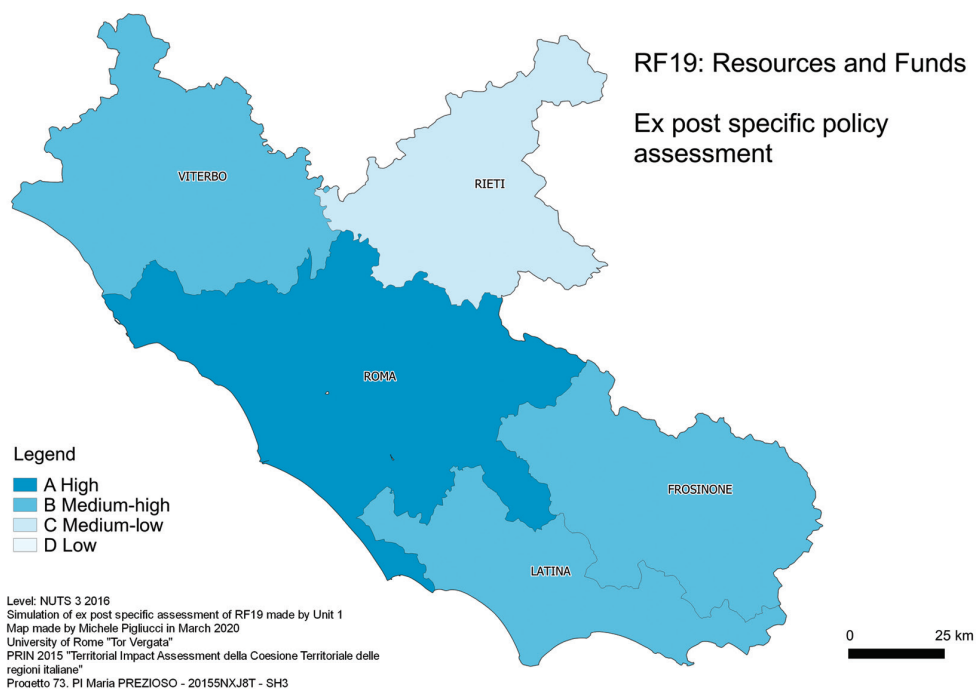 RF19: Resources and Funds
Ex post specific policy
assessment
VITERBO
RIETI
ROMA
FROSINONE
LATINA
Legend
A High
B Medium-high
C Medium-low
D Low
Level: NUTS 3 2016
Simulation of ex post specific assessment of RF19 made by Unit 1
Map made by Michele Pigliucci in March 2020
University of Rome "Tor Vergata"
PRIN 2015 "Territorial Impact Assessment della Coesione Territoriale delle
regioni italiane"
Progetto 73. PI Maria PREZIOSO - 20155NXJ8T - SH3
0 25 km